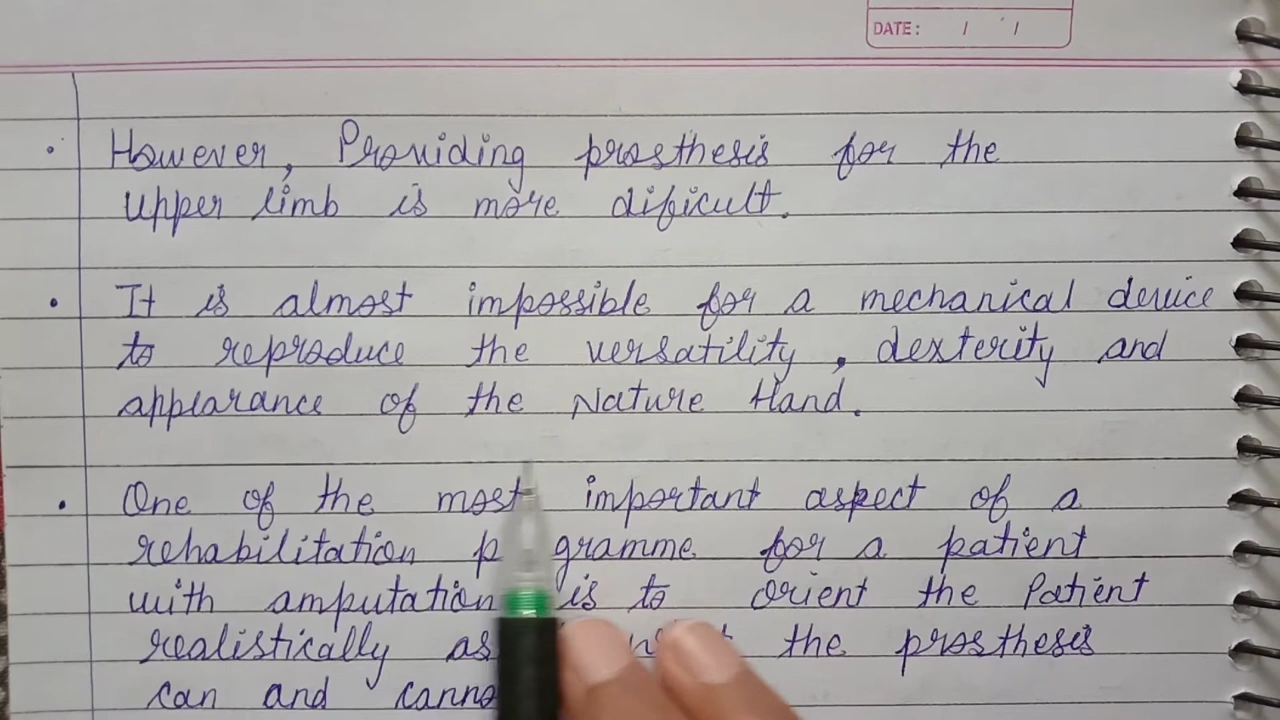 DATE: / /
However, Providing prosthesis for the
Upper limb is more dificult.
It is almost impossible for a mechanical device
to reproduce the versatility, dexterity and
appearance of the Nature Hand.
One of the most important aspect of a
rehabilitation gramme for a patient
with amputation is to orient the Patient
realistically as the prosthesis
can and